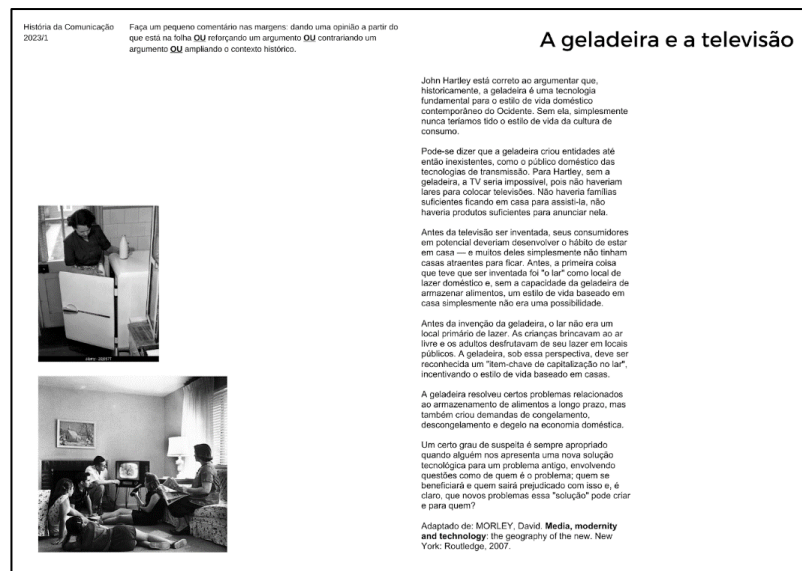 História da Comunicação
2023/1
Faça um pequeno comentário nas margens: dando uma opinião a partir do
que está na folha OU reforçando um argumento OU contrariando um
argumento OU ampliando o contexto histórico.
A geladeira e a televisão
John Hartley está correto ao argumentar que,
historicamente, a geladeira é uma tecnologia
fundamental para o estilo de vida doméstico
contemporâneo do Ocidente. Sem ela, simplesmente
nunca teríamos tido o estilo de vida da cultura de
consumo.
Pode-se dizer que a geladeira criou entidades até
então inexistentes, como o público doméstico das
tecnologias de transmissão. Para Hartley, sem a
geladeira, a TV seria impossível, pois não haveriam
lares para colocar televisões. Não haveria famílias
suficientes ficando em casa para assisti-la, não
haveria produtos suficientes para anunciar nela.
Antes da televisão ser inventada, seus consumidores
em potencial deveriam desenvolver o hábito de estar
em casa — e muitos deles simplesmente não tinham
casas atraentes para ficar. Antes, a primeira coisa
que teve que ser inventada foi "o lar" como local de
lazer doméstico e, sem a capacidade da geladeira de
armazenar alimentos, um estilo de vida baseado em
casa simplesmente não era uma possibilidade.
Antes da invenção da geladeira, o lar não era um
local primário de lazer. As crianças brincavam ao ar
livre e os adultos desfrutavam de seu lazer em locais
públicos. A geladeira, sob essa perspectiva, deve ser
reconhecida um "item-chave de capitalização no lar",
incentivando o estilo de vida baseado em casas.
A geladeira resolveu certos problemas relacionados
ao armazenamento de alimentos a longo prazo, mas
também criou demandas de congelamento,
descongelamento e degelo na economia doméstica.
Um certo grau de suspeita é sempre apropriado
quando alguém nos apresenta uma nova solução
tecnológica para um problema antigo, envolvendo
questões como de quem é o problema; quem se
beneficiará e quem sairá prejudicado com isso e, é
claro, que novos problemas essa "solução" pode criar
e para quem?
Adaptado de: MORLEY, David. Media, modernity
and technology: the geography of the new. New
York: Routledge, 2007.